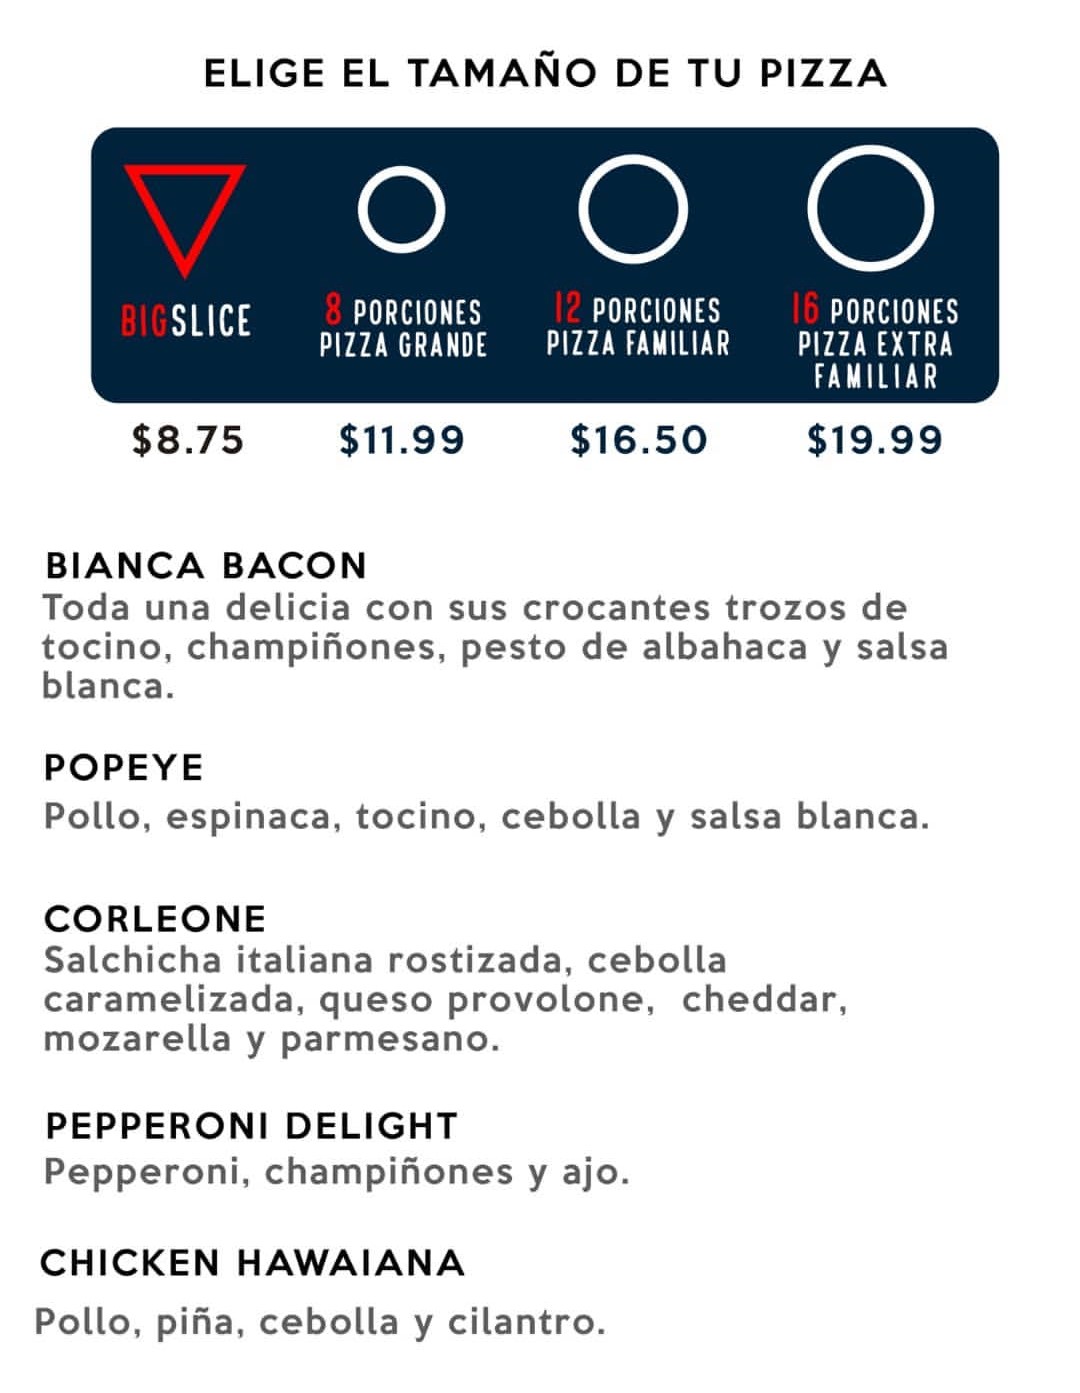 ELIGE EL TAMAÑO DE TU PIZZA
BIGSLICE
8 PORCIONES
PIZZA GRANDE
12 PORCIONES
PIZZA FAMILIAR
16 PORCIONES
PIZZA EXTRA
FAMILIAR
$8.75
$11.99
$16.50
$19.99
BIANCA BACON
Toda una delicia con sus crocantes trozos de
tocino, champiñones, pesto de albahaca y salsa
blanca.
POPEYE
Pollo, espinaca, tocino, cebolla y salsa blanca.
CORLEONE
Salchicha italiana rostizada, cebolla
caramelizada, queso provolone, cheddar,
mozarella y parmesano.
PEPPERONI DELIGHT
Pepperoni, champiñones y ajo.
CHICKEN HAWAIANA
Pollo, piña, cebolla y cilantro.